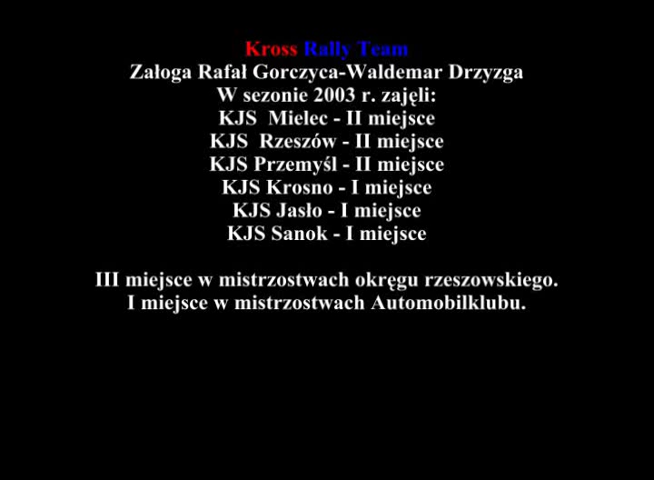 Kross Rally Team
Załoga Rafał Gorczyca-Waldemar Drzyzga
W sezonie 2003 r. zajęli:
KJS Mielec - II miejsce
KJS Rzeszów - II miejsce
KJS Przemyśl - II miejsce
KJS Krosno - I miejsce
KJS Jasło - I miejsce
KJS Sanok - I miejsce
III miejsce w mistrzostwach okręgu rzeszowskiego.
I miejsce w mistrzostwach Automobilklubu.